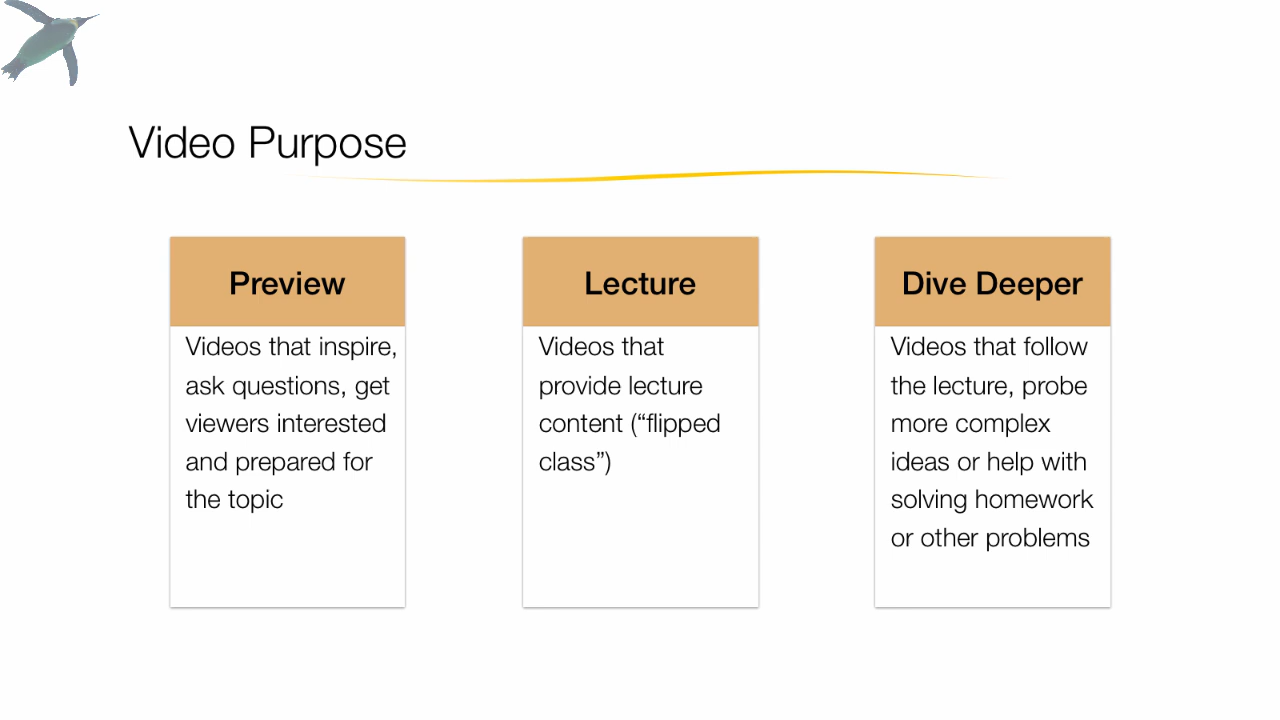 Video Purpose
Preview
Videos that inspire,
ask questions, get
viewers interested
and prepared for
the topic
Lecture
Videos that
provide lecture
content (“flipped
class”)
Dive Deeper
Videos that follow
the lecture, probe
more complex
ideas or help with
solving homework
or other problems